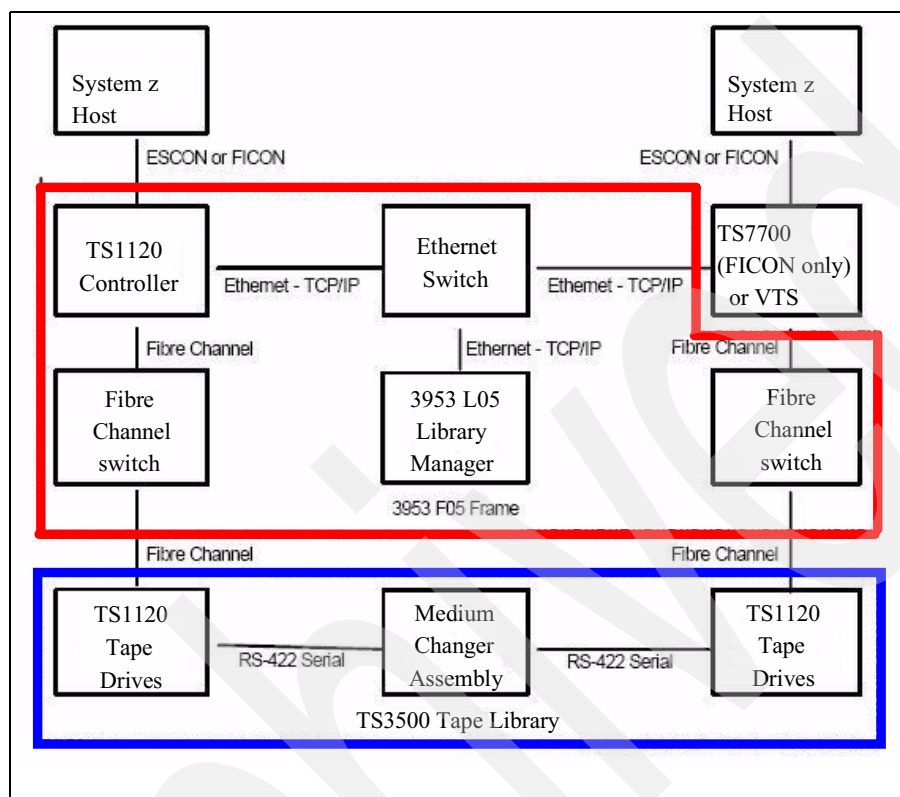 System z
Host
System z
Host
ESCON or FICON
ESCON or FICON
TS1120
Controller
Ethernet
Switch
TS7700
(FICON only)
or VTS
Ethernet - TCP/IP
Ethernet - TCP/IP
Fibre Channel
Ethernet - TCP/IP
Fibre Channel
Fibre
Channel
switch
3953 L05
Library
Manager
Fibre
Channel
switch
3953 F05 Frame
Fibre Channel
Fibre Channel
TS1120
Tape
Drives
Medium
Changer
Assembly
TS1120
Tape
Drives
RS-422 Serial
RS-422 Serial
TS3500 Tape Library